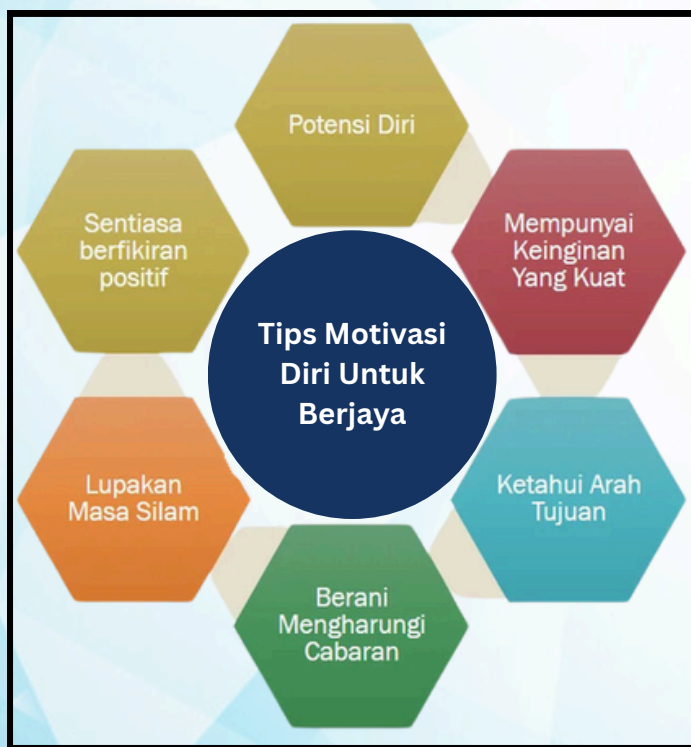 Potensi Diri
Mempunyai
Keinginan
Yang Kuat
Ketahui Arah
Tujuan
Berani
Mengharungi
Cabaran
Lupakan
Masa Silam
Sentiasa
berfikiran
positif
Tips Motivasi
Diri Untuk
Berjaya